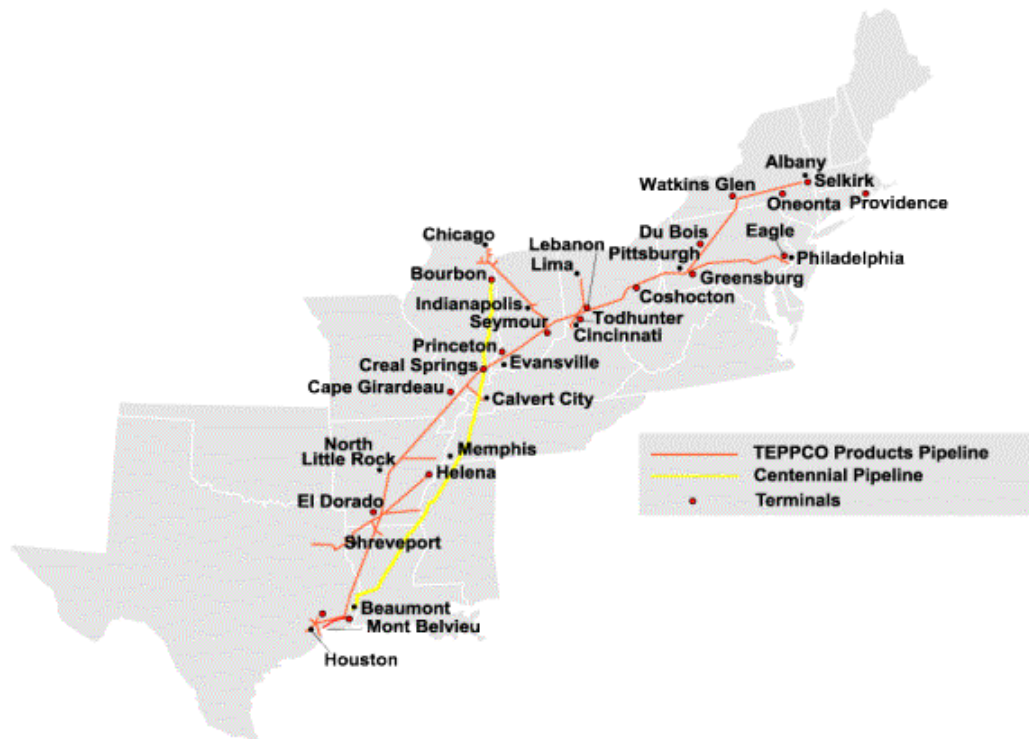 Albany
Selkirk
Watkins Glen
Oneonta
Providence
Du Bois
Eagle
Chicago
Lebanon
Pittsburgh
Philadelphia
Lima
Bourbon
Greensburg
Coshocton
Indianapolis
Todhunter
Seymour
Cincinnati
Princeton
Evansville
Creal Springs
Cape Girardeau
Calvert City
North
Little Rock
Memphis
Helena
TEPPCO Products Pipeline
Centennial Pipeline
Terminals
El Dorado
Shreveport
Beaumont
Mont Belvieu
Houston